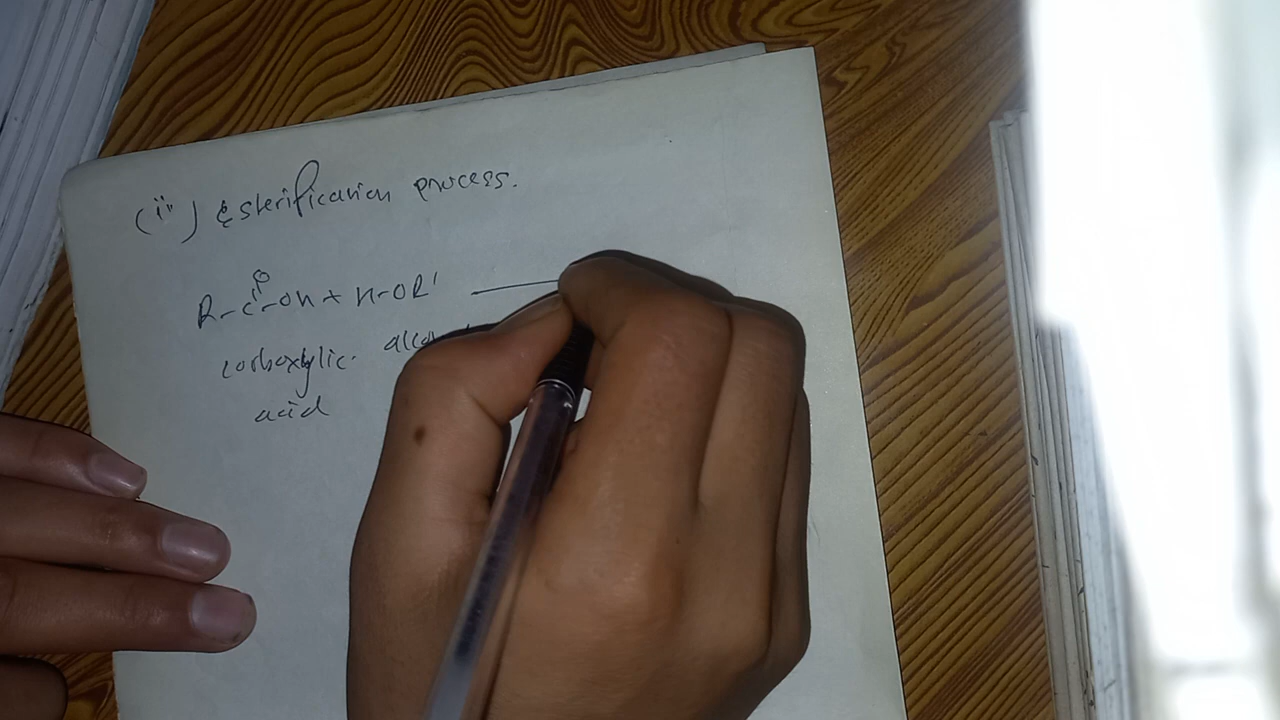 (ii) Esterification process.
O
R-C-OH + H-OR'
carboxylic. alco
acid